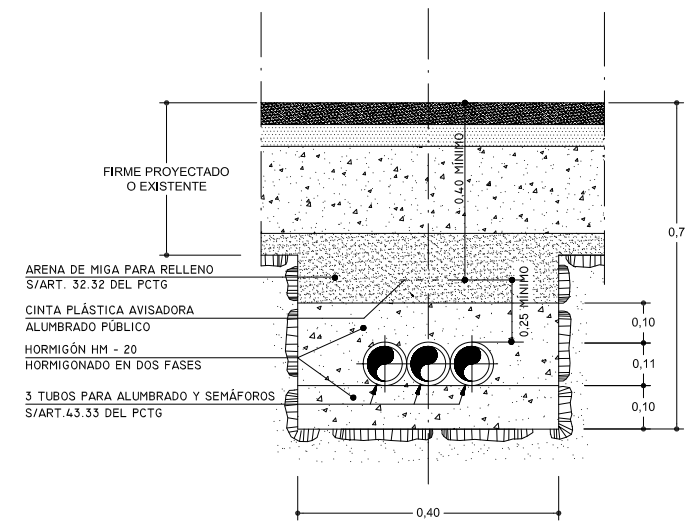 FIRME PROYECTADO
O EXISTENTE
0.40 MÍNIMO
0,7
ARENA DE MIGA PARA RELLENO
S/ART. 32.32 DEL PCTG
0.25 MÍNIMO
CINTA PLÁSTICA AVISADORA
ALUMBRADO PÚBLICO
0,10
HORMIGÓN HM - 20
HORMIGONADO EN DOS FASES
0,11
3 TUBOS PARA ALUMBRADO Y SEMÁFOROS
S/ART.43.33 DEL PCTG
0,10
0,40